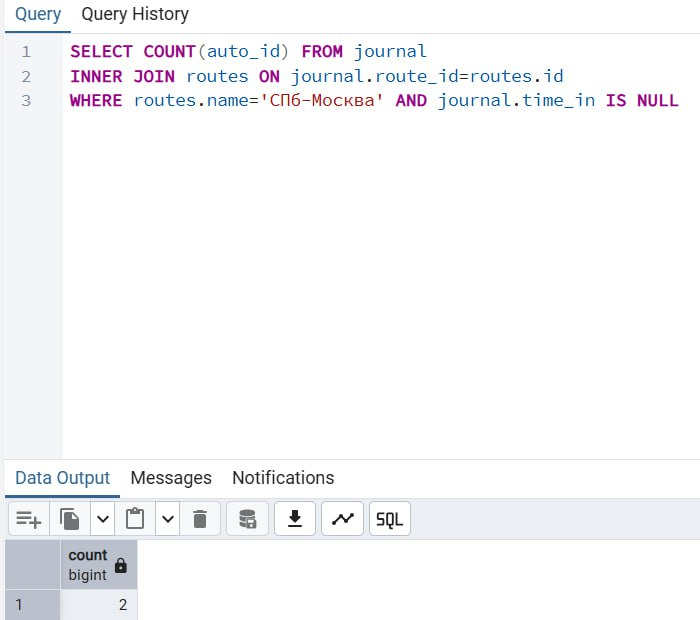 Query Query History
1 SELECT COUNT(auto_id) FROM journal
2 INNER JOIN routes ON journal.route_id=routes.id
3 WHERE routes.name='СПб-Москва' AND journal.time_in IS NULL
Data Output Messages Notifications
SQL
count
bigint
1 2